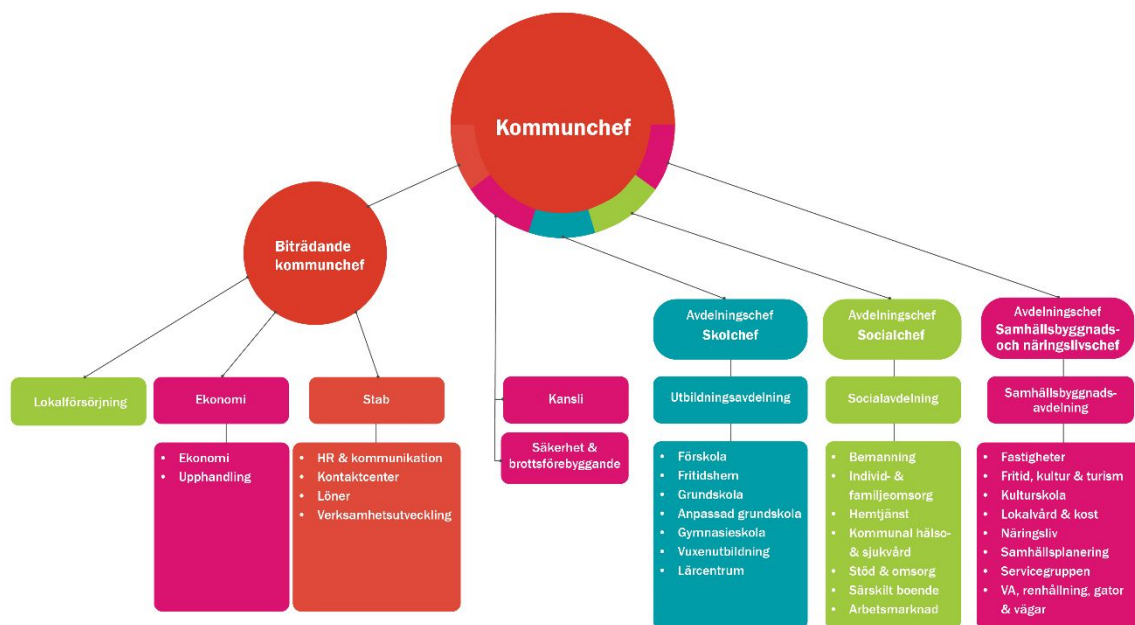 Kommunchef
Biträdande
kommunchef
Lokalförsörjning
Ekonomi
• Ekonomi
• Upphandling
Stab
• HR & kommunikation
• Kontaktcenter
• Löner
• Verksamhetsutveckling
Kansli
Säkerhet &
brottsförebyggande
Avdelningschef
Skolchef
Utbildningsavdelning
• Förskola
• Fritidshem
• Grundskola
• Anpassad grundskola
• Gymnasieskola
• Vuxenutbildning
• Lärcentrum
Avdelningschef
Socialchef
Socialavdelning
• Bemanning
• Individ- &
familjeomsorg
• Hemtjänst
• Kommunal hälso-
& sjukvård
• Stöd & omsorg
• Särskilt boende
• Arbetsmarknad
Avdelningschef
Samhällsbyggnads-
och näringslivschef
Samhällsbyggnads-
avdelning
• Fastigheter
• Fritid, kultur & turism
• Kulturskola
• Lokalvård & kost
• Näringsliv
• Samhällsplanering
• Servicegruppen
• VA, renhållning, gator
& vägar